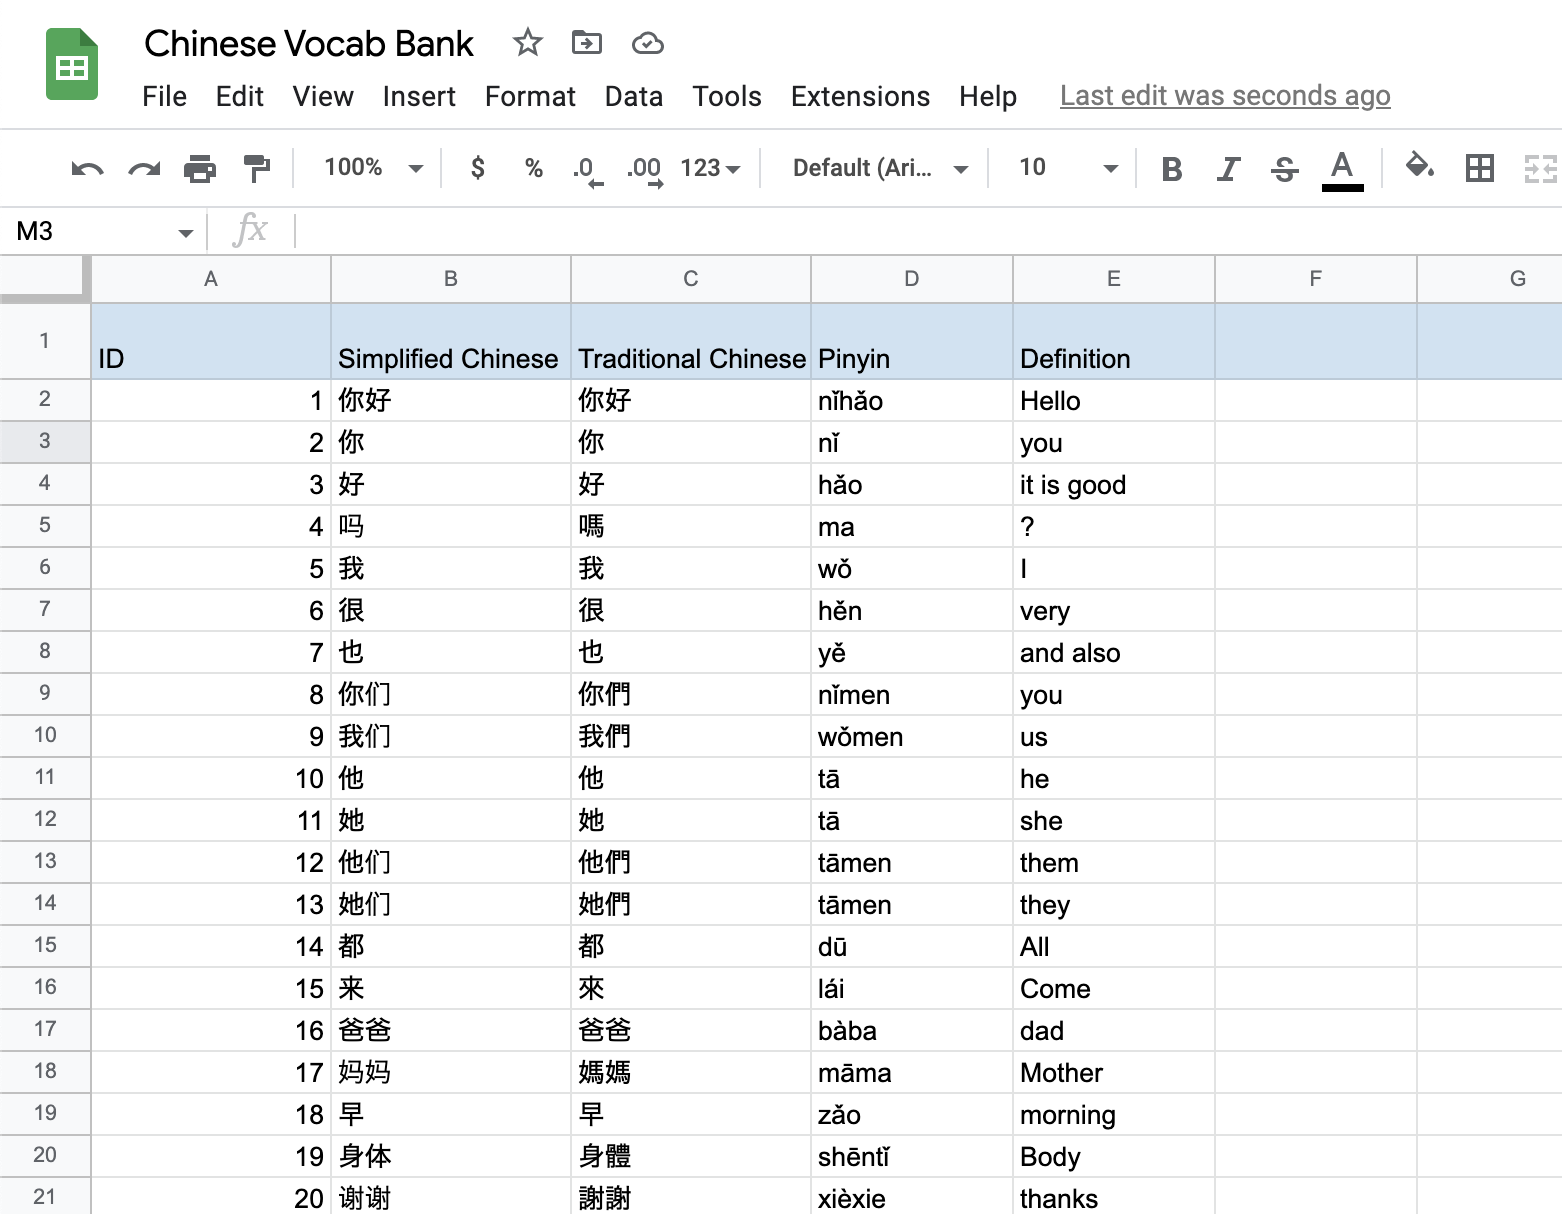 Chinese Vocab Bank
File Edit View Insert Format Data Tools Extensions Help Last edit was seconds ago
100% $ % .0 .00 123 Default (Ari... 10 B I S A
M3 fx
A B C D E F G
1 ID Simplified Chinese Traditional Chinese Pinyin Definition
2 1 你好 你好 nǐhǎo Hello
3 2 你 你 nǐ you
4 3 好 好 hǎo it is good
5 4 吗 嗎 ma ?
6 5 我 我 wǒ I
7 6 很 很 hěn very
8 7 也 也 yě and also
9 8 你们 你們 nǐmen you
10 9 我们 我們 wǒmen us
11 10 他 他 tā he
12 11 她 她 tā she
13 12 他们 他們 tāmen them
14 13 她们 她們 tāmen they
15 14 都 都 dū All
16 15 来 來 lái Come
17 16 爸爸 爸爸 bàba dad
18 17 妈妈 媽媽 māma Mother
19 18 早 早 zǎo morning
20 19 身体 身體 shēntǐ Body
21 20 谢谢 謝謝 xièxie thanks